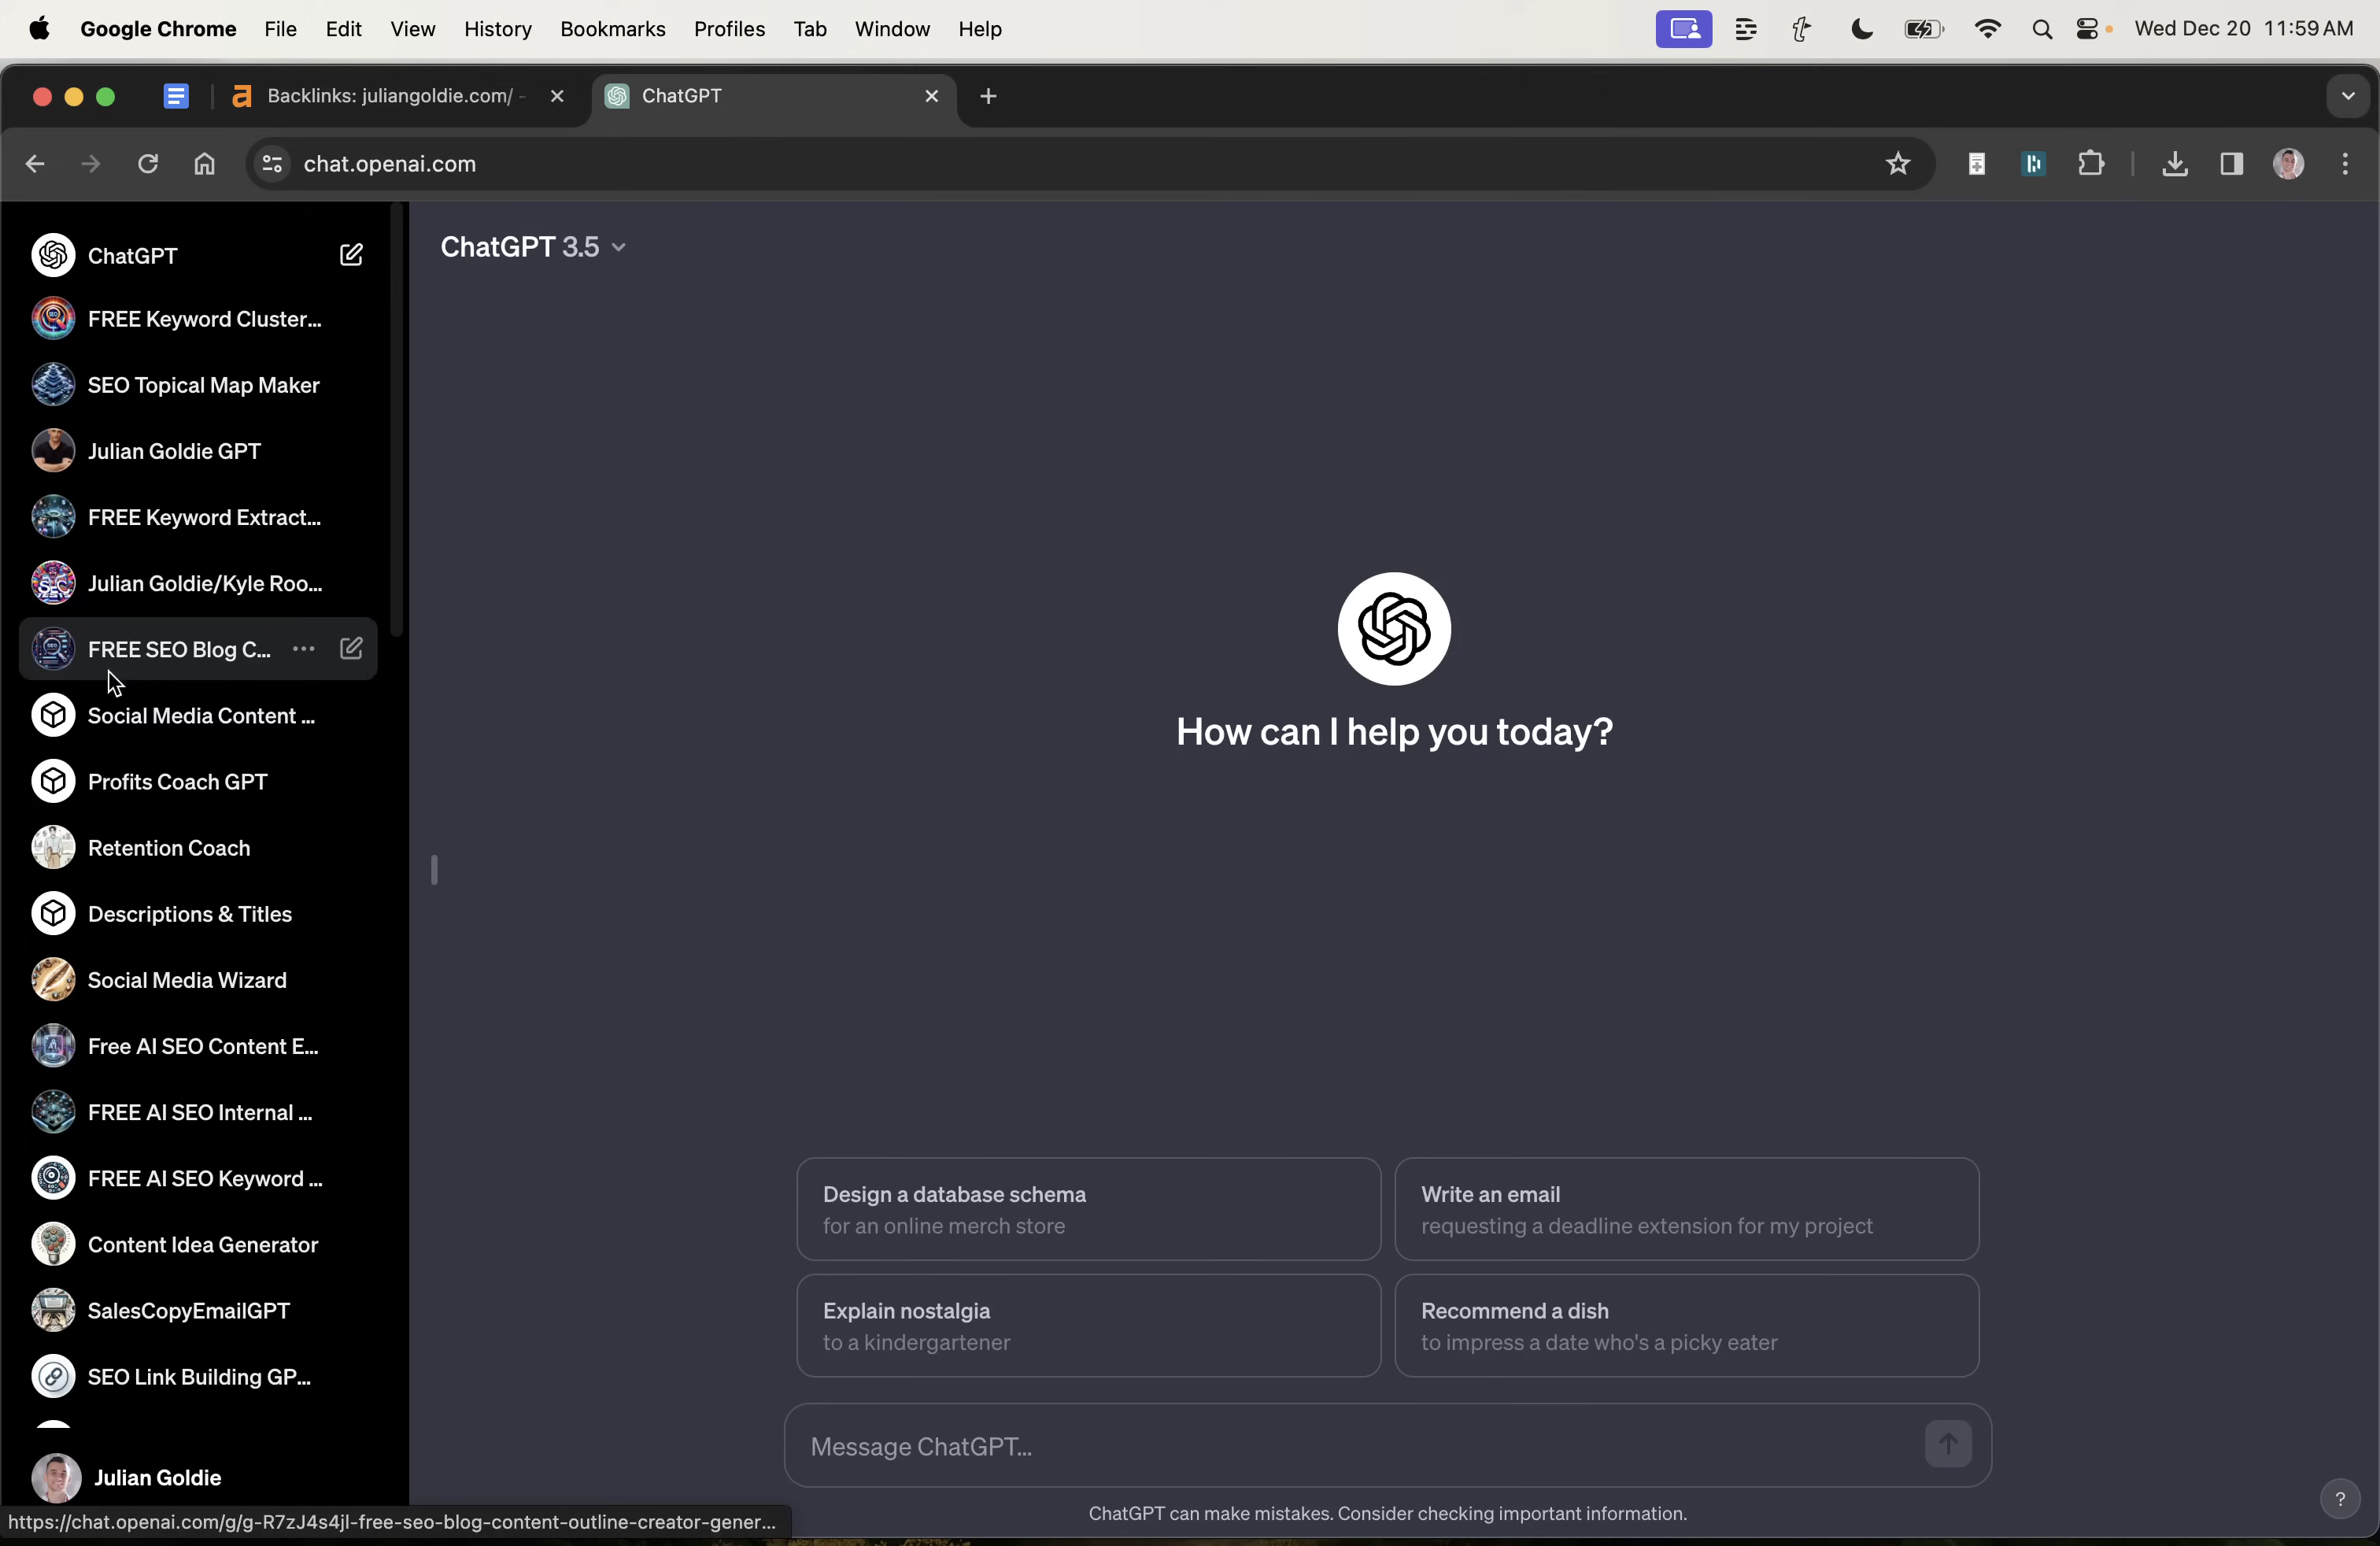 Google Chrome File Edit View History Bookmarks Profiles Tab Window Help Wed Dec 20 11:59 AM
Backlinks: juliangoldie.com/ -
ChatGPT
chat.openai.com
ChatGPT
FREE Keyword Cluster...
SEO Topical Map Maker
Julian Goldie GPT
FREE Keyword Extract...
Julian Goldie/Kyle Roo...
FREE SEO Blog C...
Social Media Content ...
Profits Coach GPT
Retention Coach
Descriptions & Titles
Social Media Wizard
Free AI SEO Content E...
FREE AI SEO Internal ...
FREE AI SEO Keyword ...
Content Idea Generator
SalesCopyEmailGPT
SEO Link Building GP...
Julian Goldie
https://chat.openai.com/g/g-R7zJ4s4jl-free-seo-blog-content-outline-creator-gener...
ChatGPT 3.5
How can I help you today?
Design a database schema
for an online merch store
Write an email
requesting a deadline extension for my project
Explain nostalgia
to a kindergartener
Recommend a dish
to impress a date who's a picky eater
Message ChatGPT...
ChatGPT can make mistakes. Consider checking important information.
?